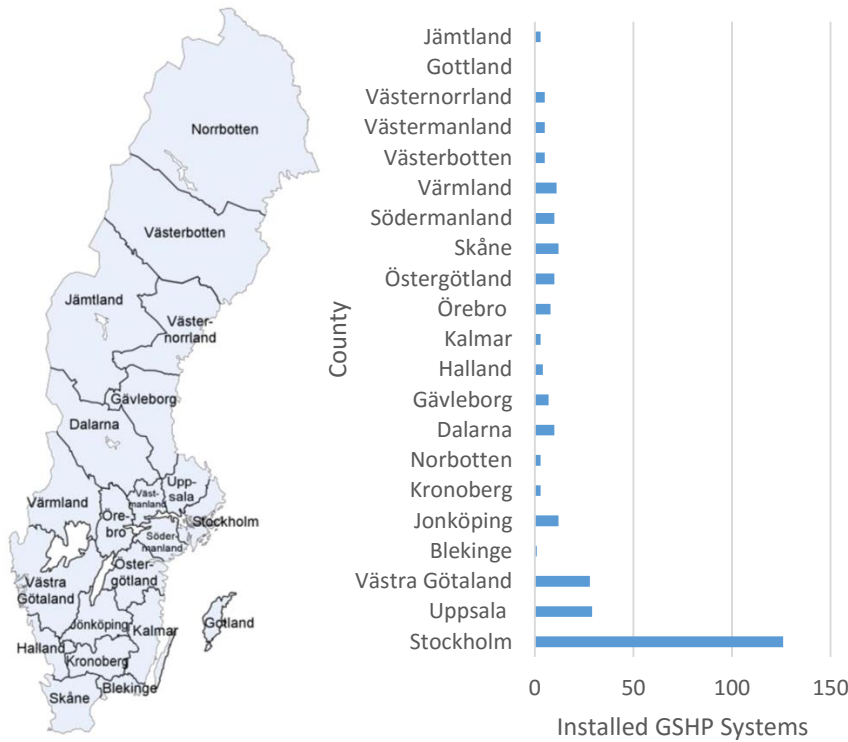 Norrbotten
Västerbotten
Jämtland
Väster-
norrland
Gävleborg
Dalarna
Upp-
sala
Väst-
manland
Värmland
Öre-
bro
Stockholm
Söder-
manland
Öster-
götland
Västra
Götaland
Jönköping
Kalmar
Gotland
Halland
Kronoberg
Blekinge
Skåne
County
Jämtland
Gottland
Västernorrland
Västermanland
Västerbotten
Värmland
Södermanland
Skåne
Östergötland
Örebro
Kalmar
Halland
Gävleborg
Dalarna
Norbotten
Kronoberg
Jonköping
Blekinge
Västra Götaland
Uppsala
Stockholm
0 50 100 150
Installed GSHP Systems